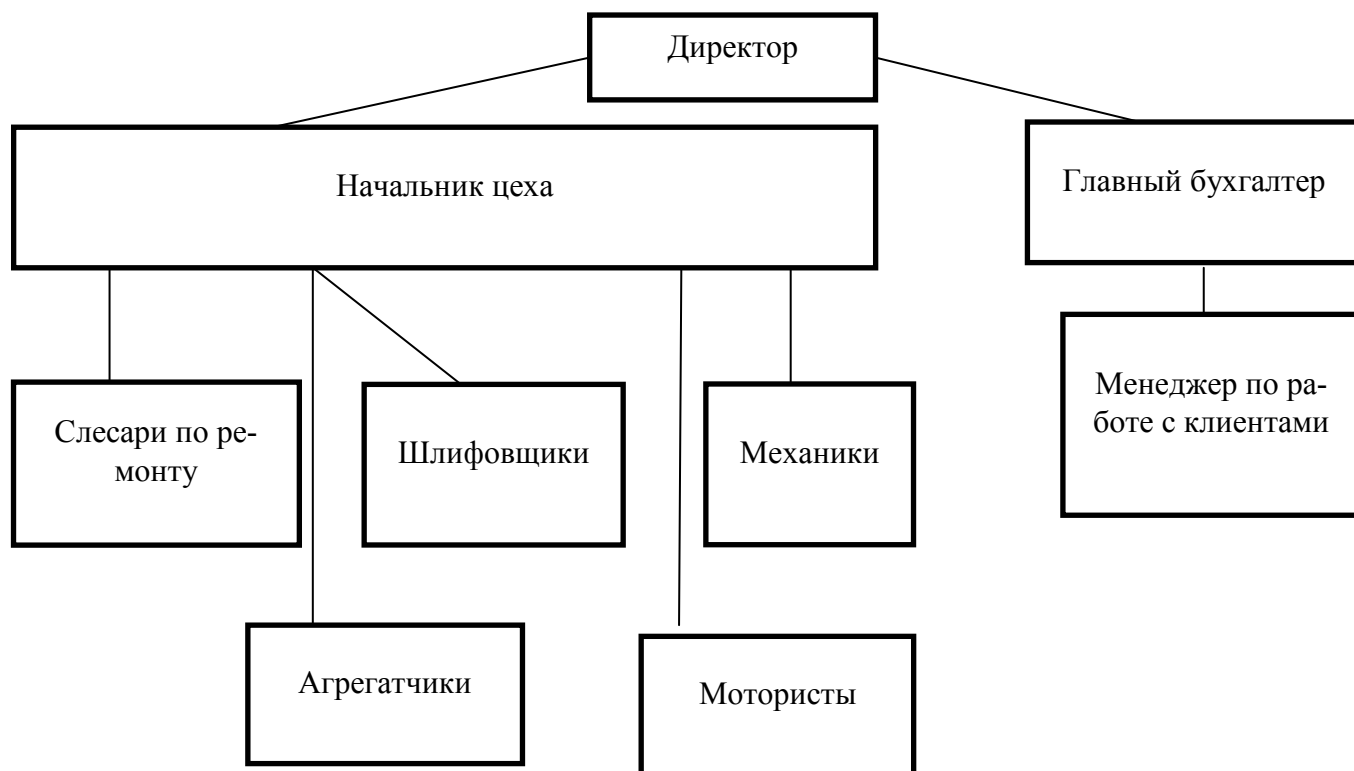 Директор
Начальник цеха
Главный бухгалтер
Слесари по ре-
монту
Шлифовщики
Механики
Менеджер по ра-
боте с клиентами
Агрегатчики
Мотористы